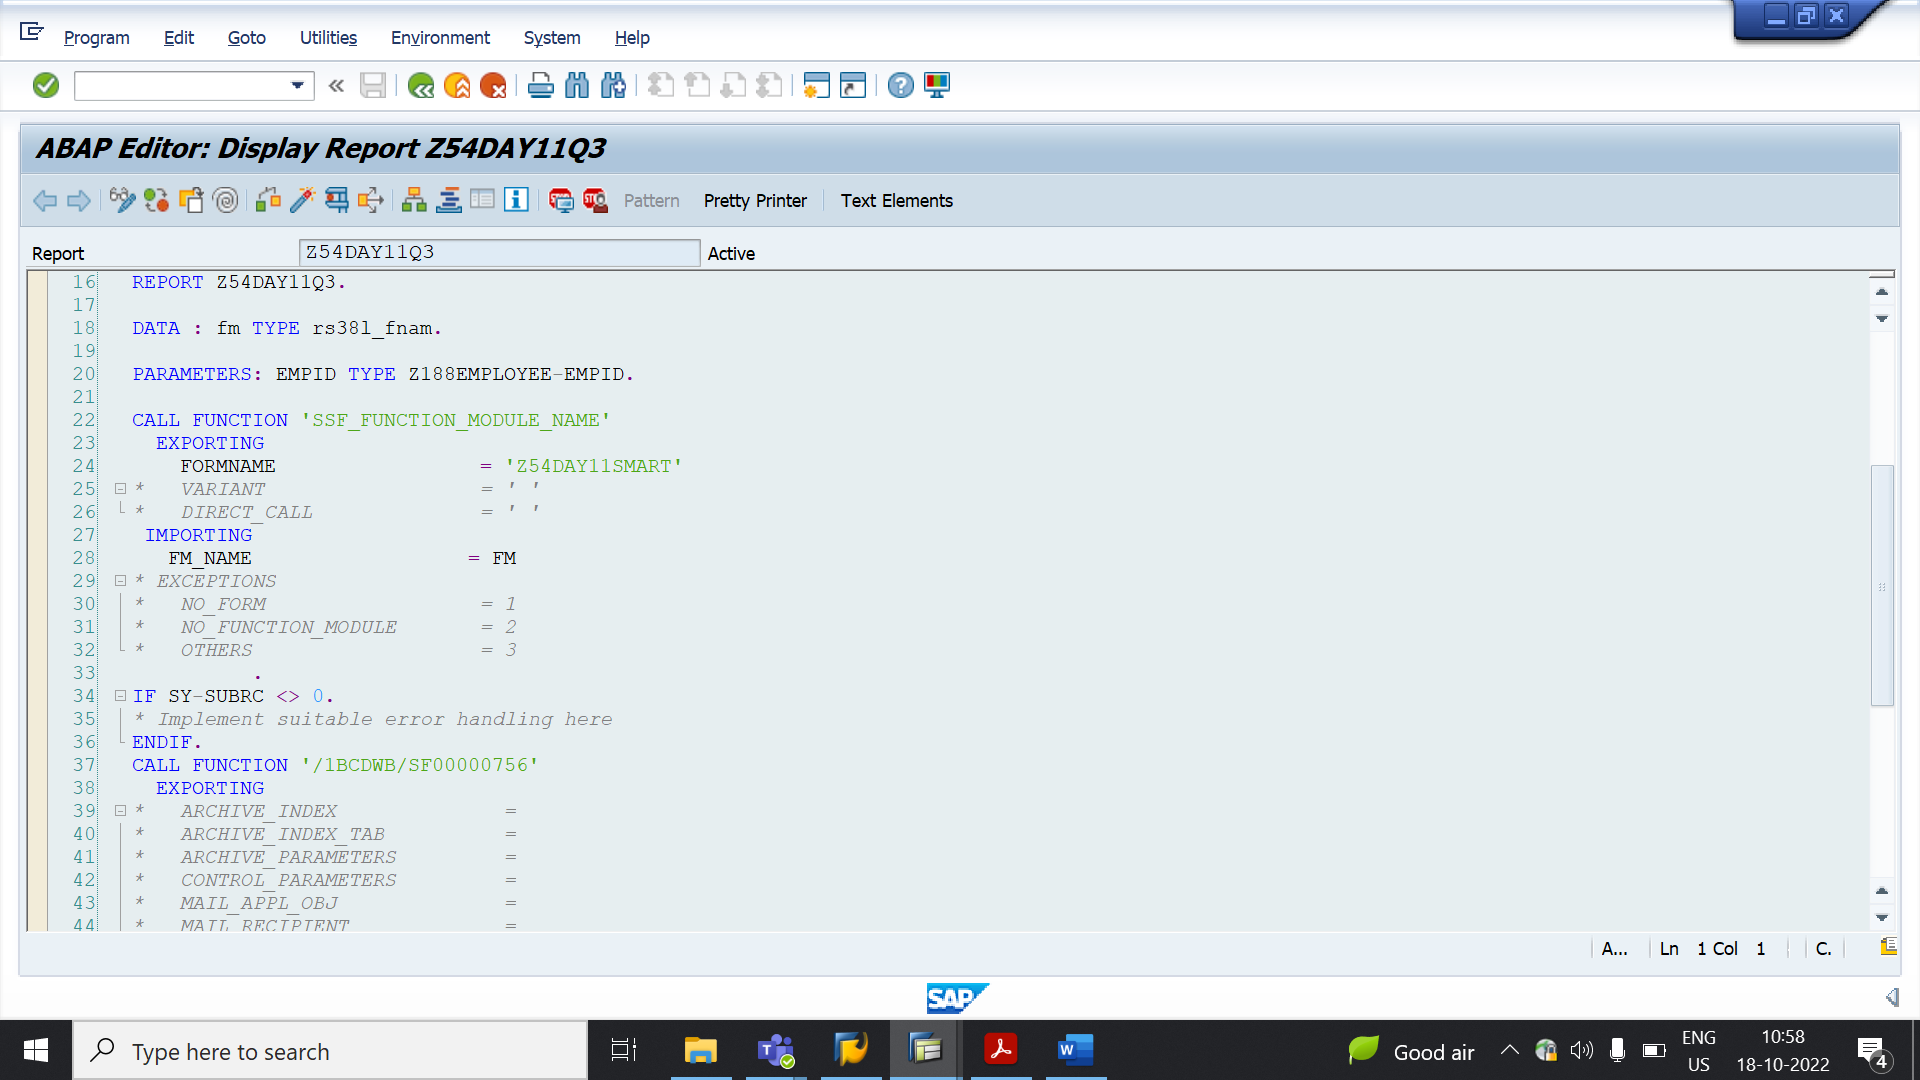 Program Edit Goto Utilities Environment System Help
ABAP Editor: Display Report Z54DAY11Q3
Pattern Pretty Printer Text Elements
Report Z54DAY11Q3 Active
16 REPORT Z54DAY11Q3.
17
18 DATA : fm TYPE rs38l_fnam.
19
20 PARAMETERS: EMPID TYPE Z188EMPLOYEE-EMPID.
21
22 CALL FUNCTION 'SSF_FUNCTION_MODULE_NAME'
23 EXPORTING
24 FORMNAME = 'Z54DAY11SMART'
25 * VARIANT = ' '
26 * DIRECT_CALL = ' '
27 IMPORTING
28 FM_NAME = FM
29 * EXCEPTIONS
30 * NO_FORM = 1
31 * NO_FUNCTION_MODULE = 2
32 * OTHERS = 3
33 .
34 IF SY-SUBRC <> 0.
35 * Implement suitable error handling here
36 ENDIF.
37 CALL FUNCTION '/1BCDWB/SF00000756'
38 EXPORTING
39 * ARCHIVE_INDEX =
40 * ARCHIVE_INDEX_TAB =
41 * ARCHIVE_PARAMETERS =
42 * CONTROL_PARAMETERS =
43 * MAIL_APPL_OBJ =
44 * MAIL_RECIPIENT =
A... Ln 1 Col 1 C.
SAP
Type here to search
Good air
ENG
US
10:58
18-10-2022
4